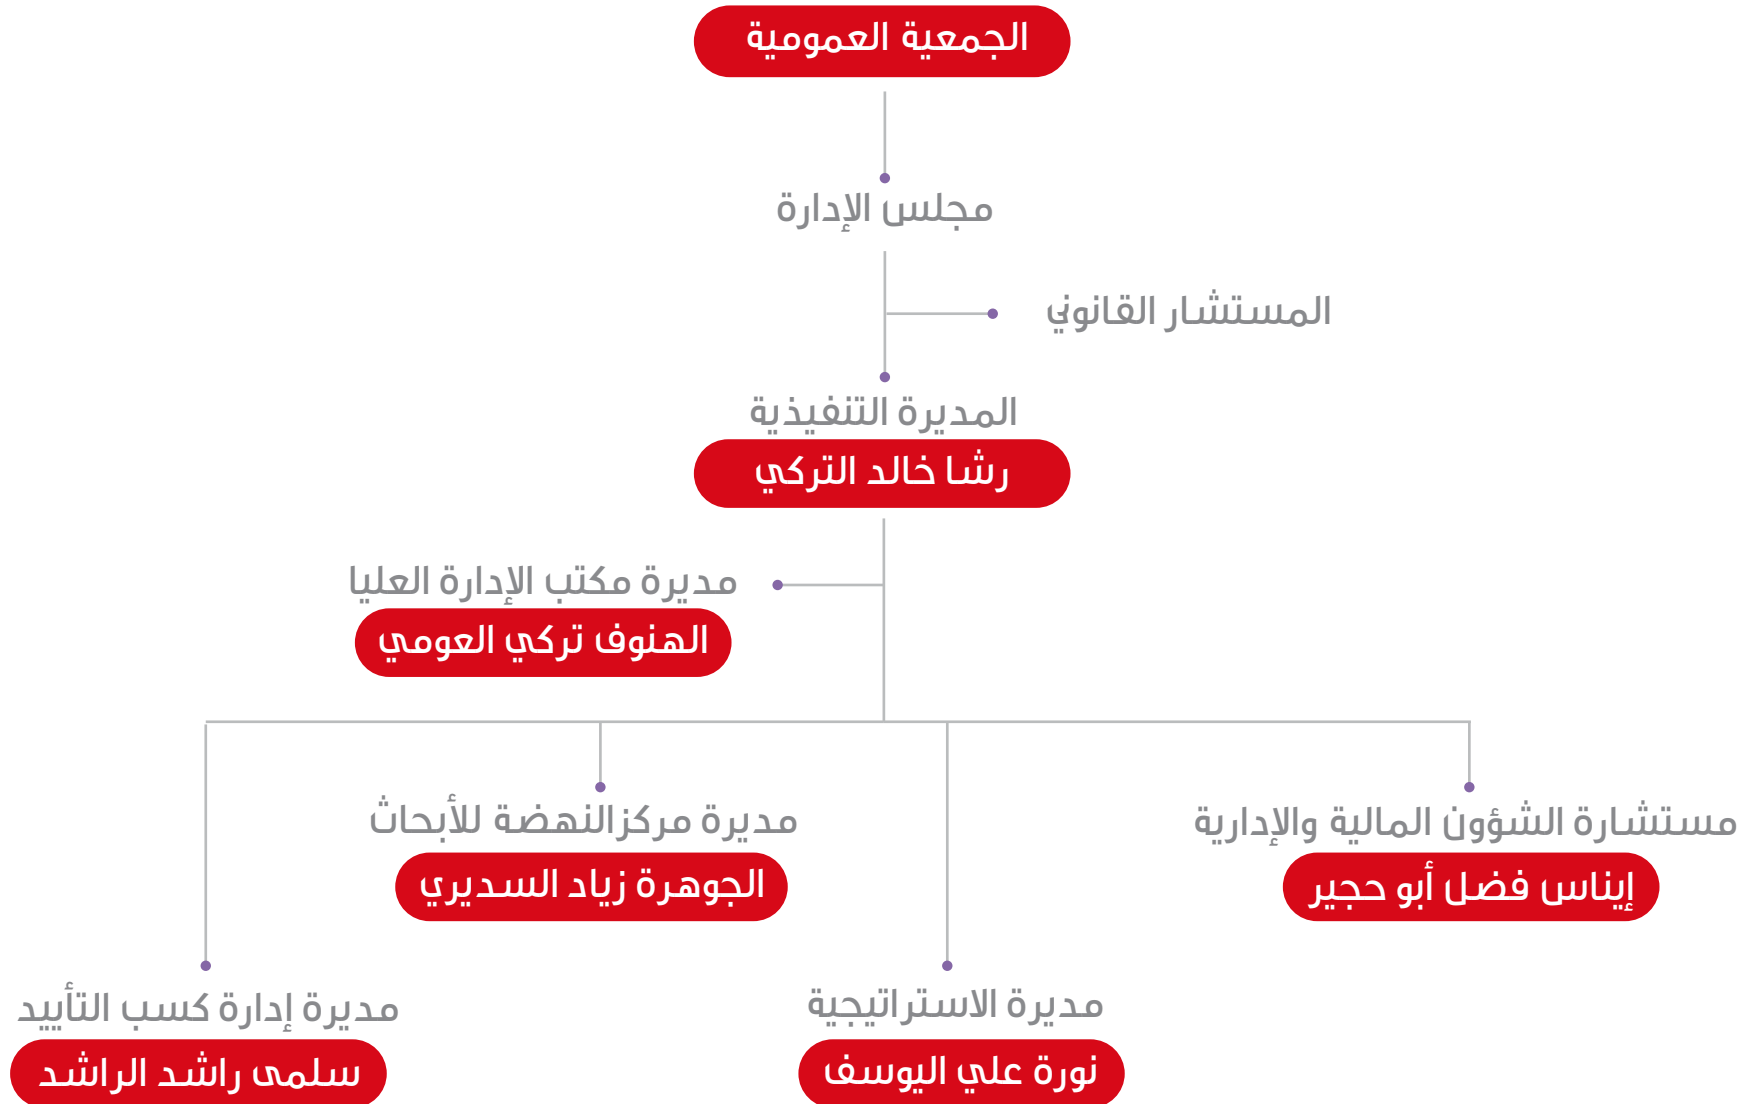 الجمعية العمومية
مجلس الإدارة
المستشار القانوني
المديرة التنفيذية
رشا خالد التركي
مديرة مكتب الإدارة العليا
الهنوف تركي العومي
مستشارة الشؤون المالية والإدارية
إيناس فضل أبو حجير
مديرة مركز النهضة للأبحاث
الجوهرة زياد السديري
مديرة الاستراتيجية
نورة علي اليوسف
مديرة إدارة كسب التأييد
سلمى راشد الراشد